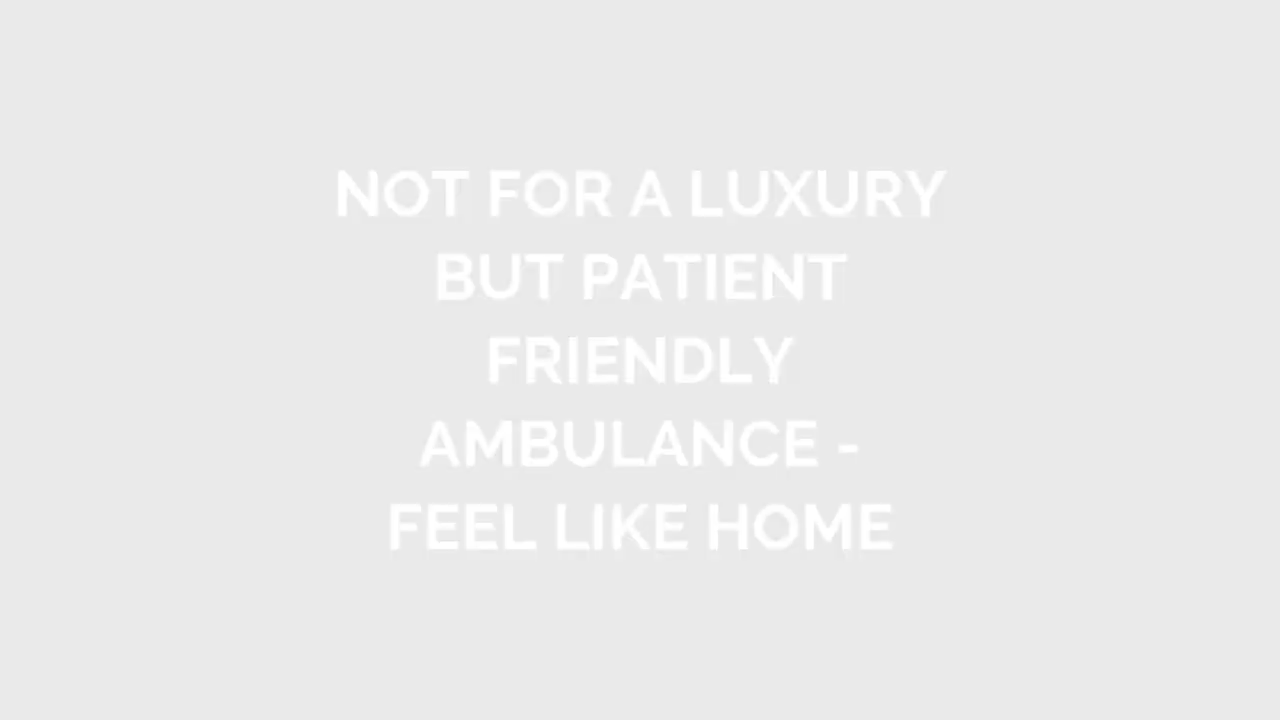 NOT FOR A LUXURY
BUT PATIENT
FRIENDLY
AMBULANCE -
FEEL LIKE HOME